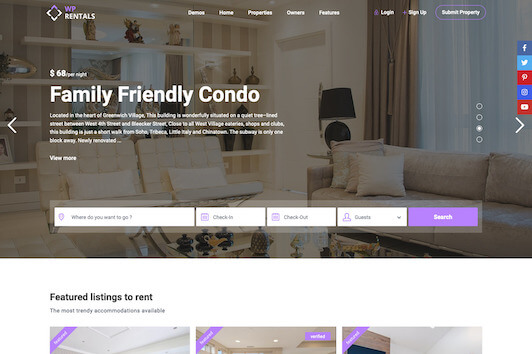 WP
RENTALS
Demos Home Properties Owners Features Login + Sign Up Submit Property
$ 68/per night
Family Friendly Condo
Located in the heart of Greenwich Village, This building is wonderfully situated on a quiet tree-lined
street between West 4th Street and Bleecker Street, Close to all West Village eateries, shops and clubs,
this building is just a short walk from Soho, Tribeca, Little Italy and Chinatown. The subway is only one
block away. Newly renovated ...
View more
Where do you want to go ? Check-In Check-Out Guests Search
Featured listings to rent
The most trendy accommodations available
featured featured verified featured